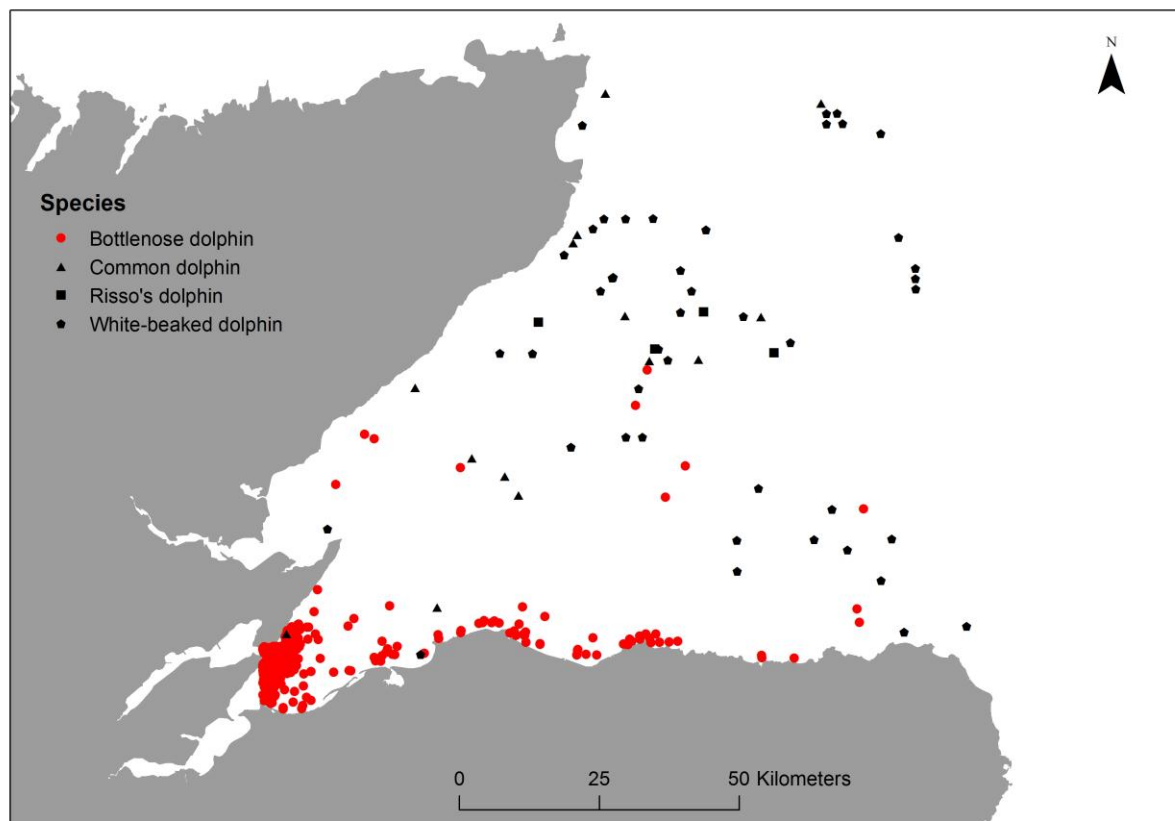 N
Species
Bottlenose dolphin
Common dolphin
Risso's dolphin
White-beaked dolphin
0 25 50 Kilometers